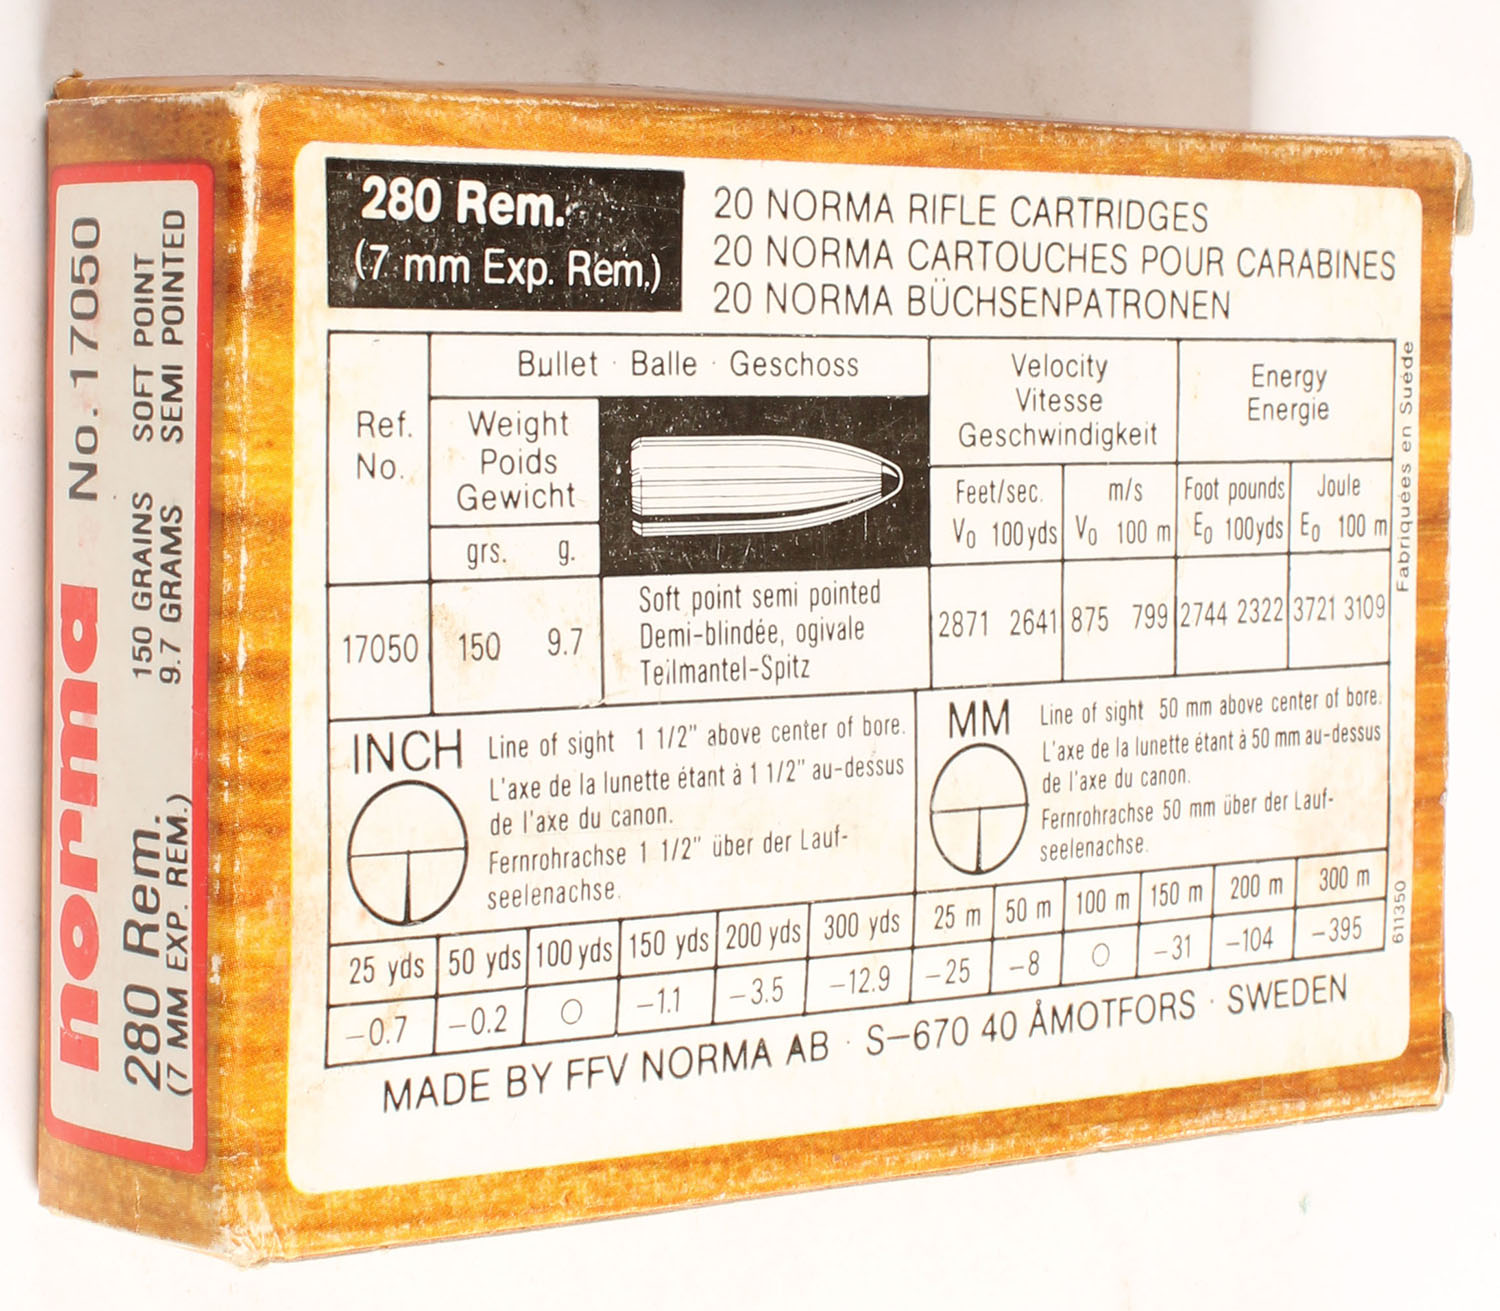 norma No. 17050
280 Rem. 150 GRAINS SOFT POINT
(7 MM EXP. REM.) 9.7 GRAMS SEMI POINTED
280 Rem.
(7 mm Exp. Rem.)
20 NORMA RIFLE CARTRIDGES
20 NORMA CARTOUCHES POUR CARABINES
20 NORMA BÜCHSENPATRONEN
Ref.
No.
Bullet · Balle · Geschoss
Weight
Poids
Gewicht
grs. g.
Velocity
Vitesse
Geschwindigkeit
Energy
Energie
Feet/sec. m/s Foot pounds Joule
V0 100yds V0 100 m E0 100yds E0 100 m
17050 150 9.7
Soft point semi pointed
Demi-blindée, ogivale
Teilmantel-Spitz
2871 2641 875 799 2744 2322 3721 3109
INCH
Line of sight 1 1/2" above center of bore.
L'axe de la lunette étant à 1 1/2" au-dessus
de l'axe du canon.
Fernrohrachse 1 1/2" über der Lauf-
seelenachse.
MM
Line of sight 50 mm above center of bore.
L'axe de la lunette étant à 50 mm au-dessus
de l'axe du canon.
Fernrohrachse 50 mm über der Lauf-
seelenachse.
25 yds 50 yds 100 yds 150 yds 200 yds 300 yds 25 m 50 m 100 m 150 m 200 m 300 m
-0.7 -0.2 0 -1.1 -3.5 -12.9 -25 -8 0 -31 -104 -395
MADE BY FFV NORMA AB · S-670 40 ÅMOTFORS · SWEDEN
Fabriquées en Suéde
611350